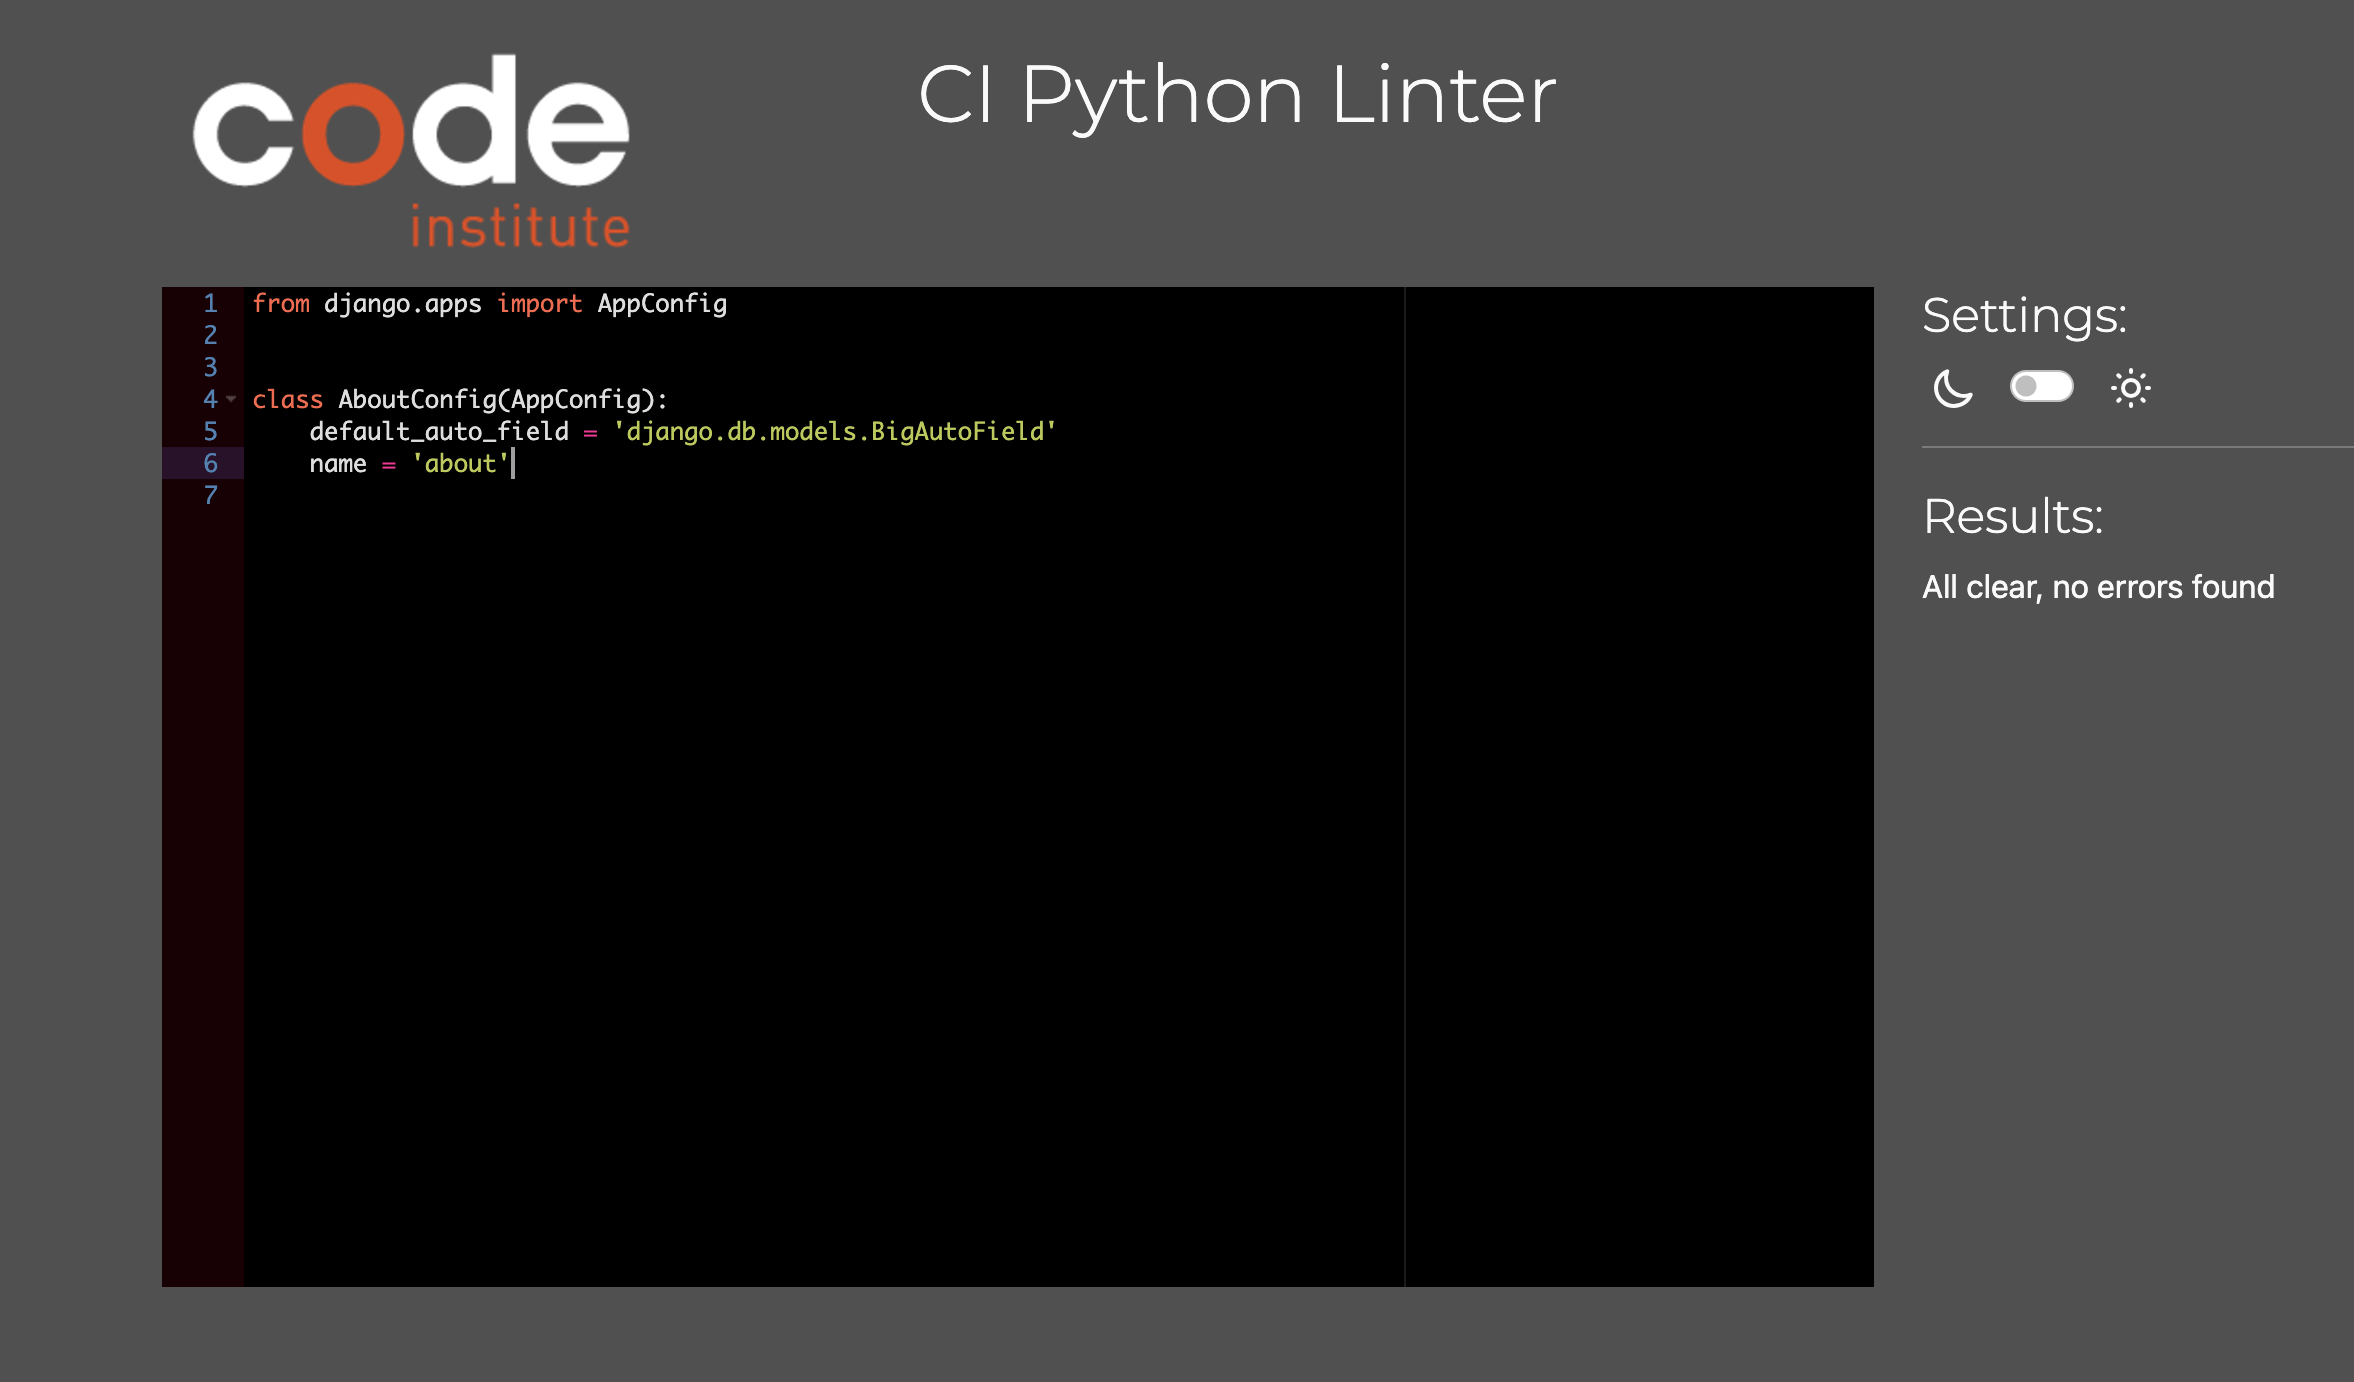 code
institute
CI Python Linter
1 from django.apps import AppConfig
2
3
4 class AboutConfig(AppConfig):
5     default_auto_field = 'django.db.models.BigAutoField'
6     name = 'about'
7
Settings:
Results:
All clear, no errors found